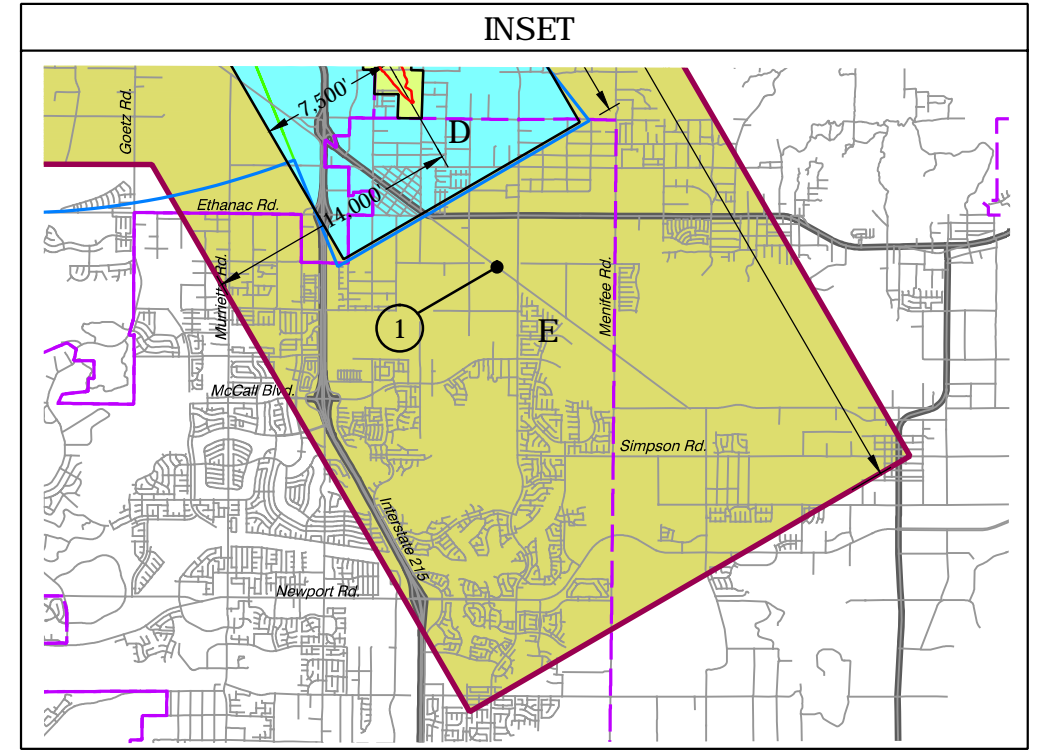 INSET
Goetz Rd.
7,500'
D
Ethanac Rd.
14,000'
Murrieta Rd.
Menifee Rd.
1
E
McCall Blvd.
Simpson Rd.
Interstate 215
Newport Rd.